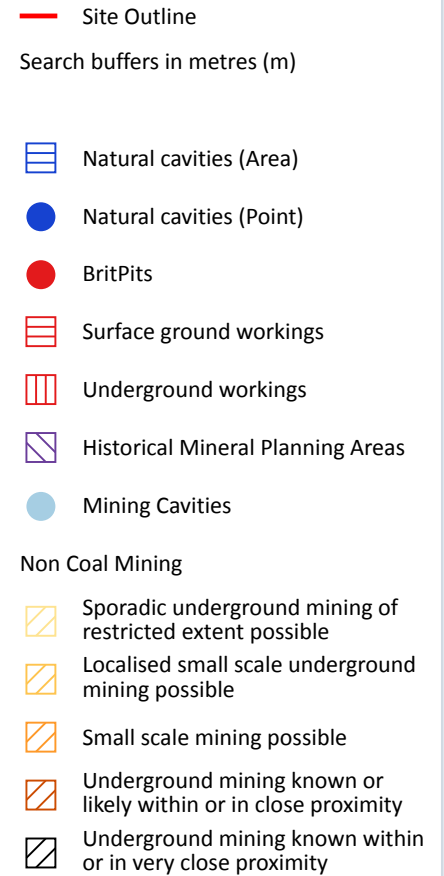 Site Outline
Search buffers in metres (m)
Natural cavities (Area)
Natural cavities (Point)
BritPits
Surface ground workings
Underground workings
Historical Mineral Planning Areas
Mining Cavities
Non Coal Mining
Sporadic underground mining of
restricted extent possible
Localised small scale underground
mining possible
Small scale mining possible
Underground mining known or
likely within or in close proximity
Underground mining known within
or in very close proximity